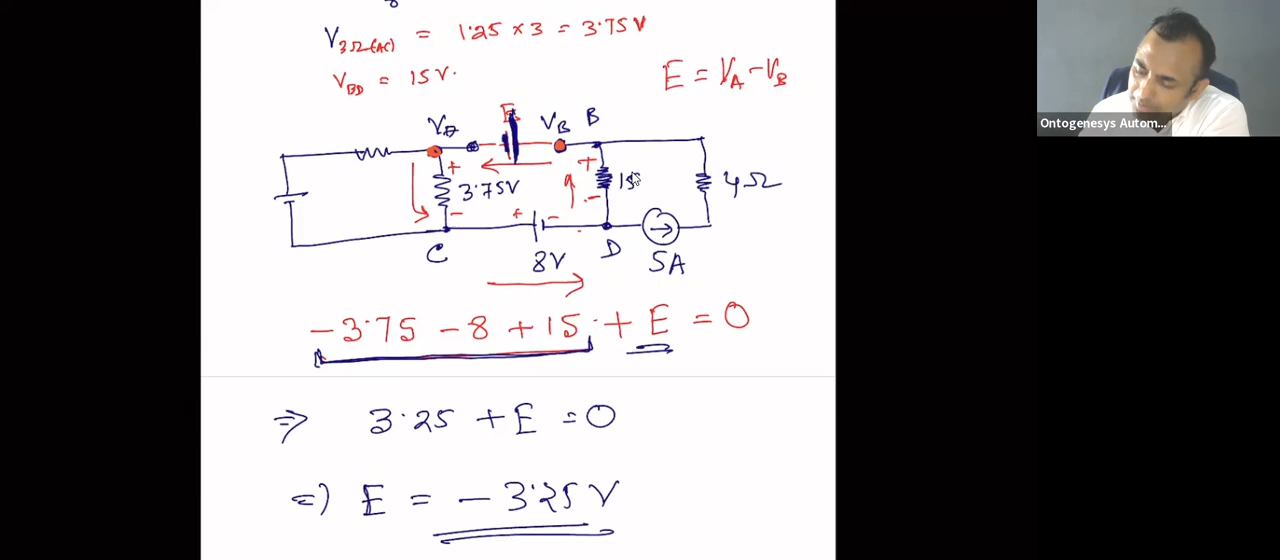 V3Ω(AC) = 1.25 × 3 = 3.75 V
VBD = 15 V.
E = VA - VB
Ontogenesys Autom...
E
VA
VB B
+ +
3.75V
15
4Ω
- + - -
C
8V
D
5A
-3.75 - 8 + 15 + E = 0
⇒ 3.25 + E = 0
⇒ E = - 3.25 V